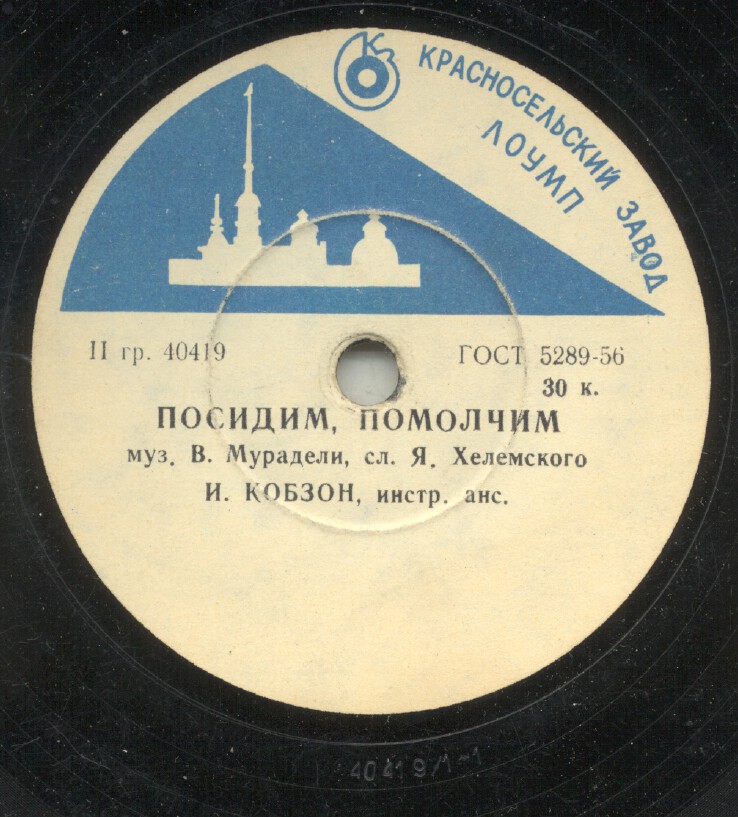 КЗ
КРАСНОСЕЛЬСКИЙ ЗАВОД
ЛОУМП
II гр. 40419
ГОСТ 5289-56
30 к.
ПОСИДИМ, ПОМОЛЧИМ
муз. В. Мурадели, сл. Я. Хелемского
И. КОБЗОН, инстр. анс.
40419/1-1